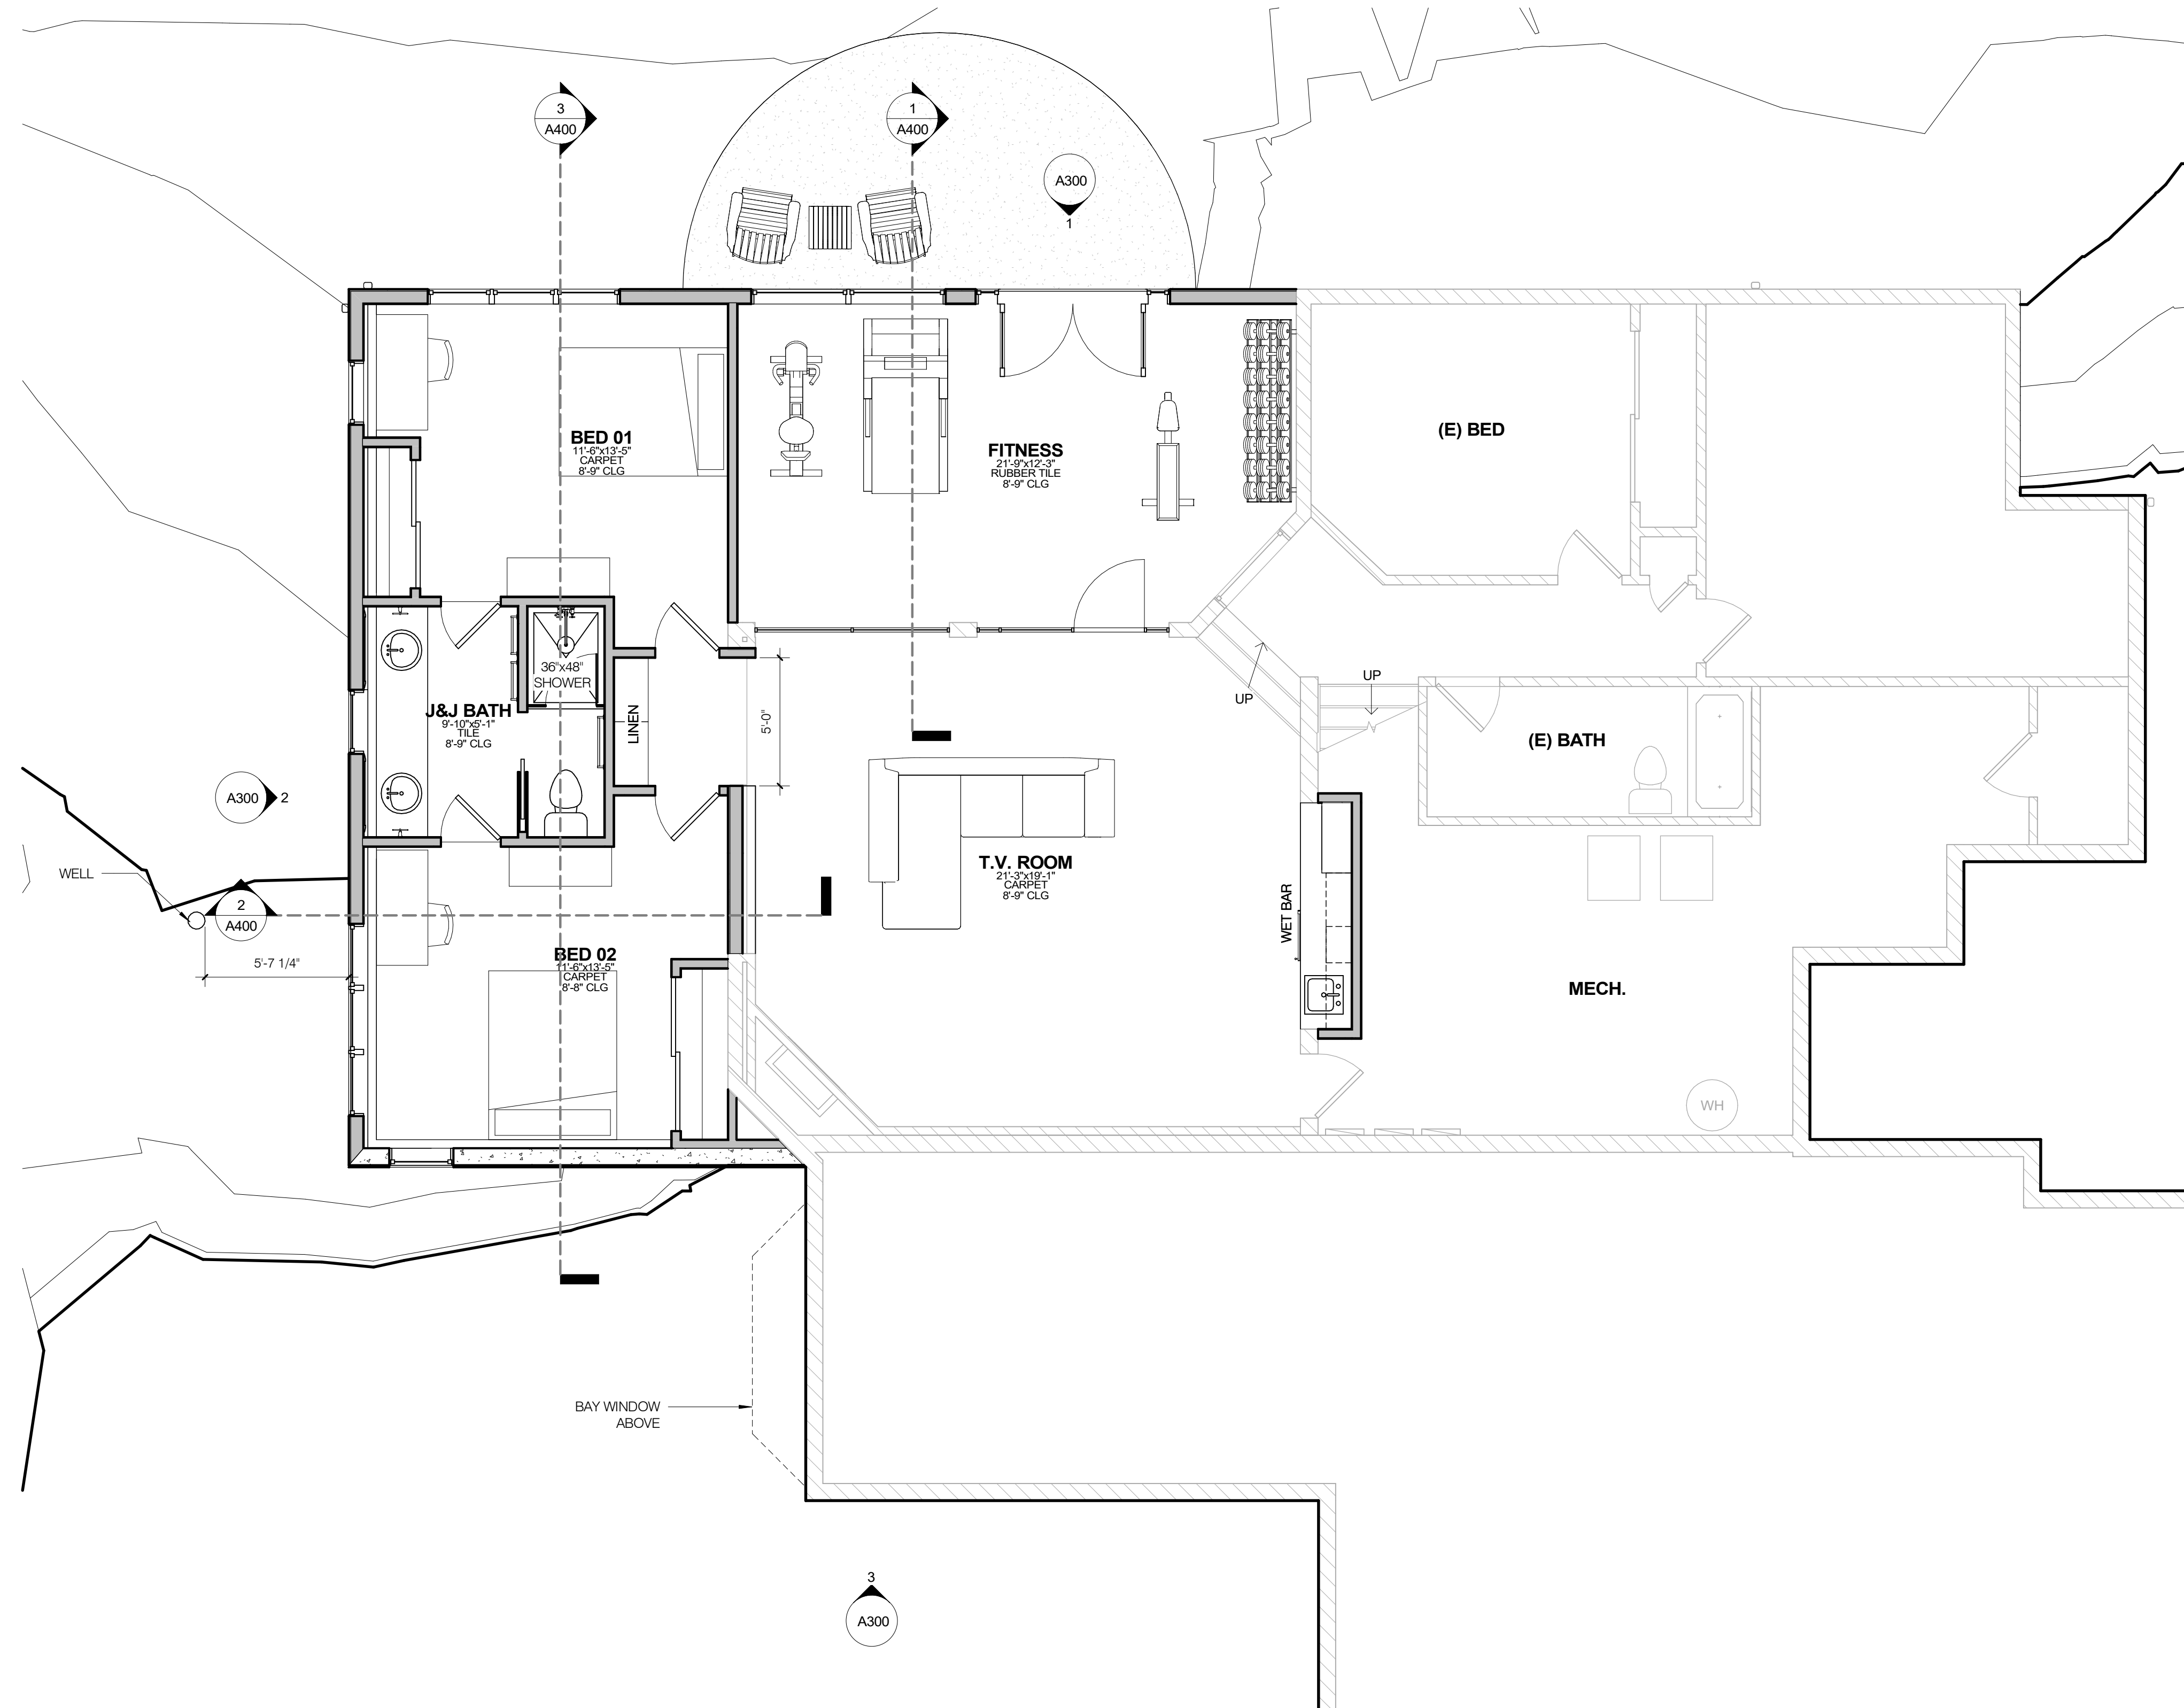 3
A400
1
A400
A300
1
BED 01
11'-6"x13'-5"
CARPET
8'-9" CLG
FITNESS
21'-9"x12'-3"
RUBBER TILE
8'-9" CLG
(E) BED
36"x48"
SHOWER
J&J BATH
9'-10"x5'-1"
TILE
8'-9" CLG
LINEN
5'-0"
UP
UP
(E) BATH
A300
2
WELL
2
A400
5'-7 1/4"
BED 02
11'-6"x13'-5"
CARPET
8'-8" CLG
T.V. ROOM
21'-3"x19'-1"
CARPET
8'-9" CLG
WET BAR
MECH.
WH
BAY WINDOW
ABOVE
3
A300